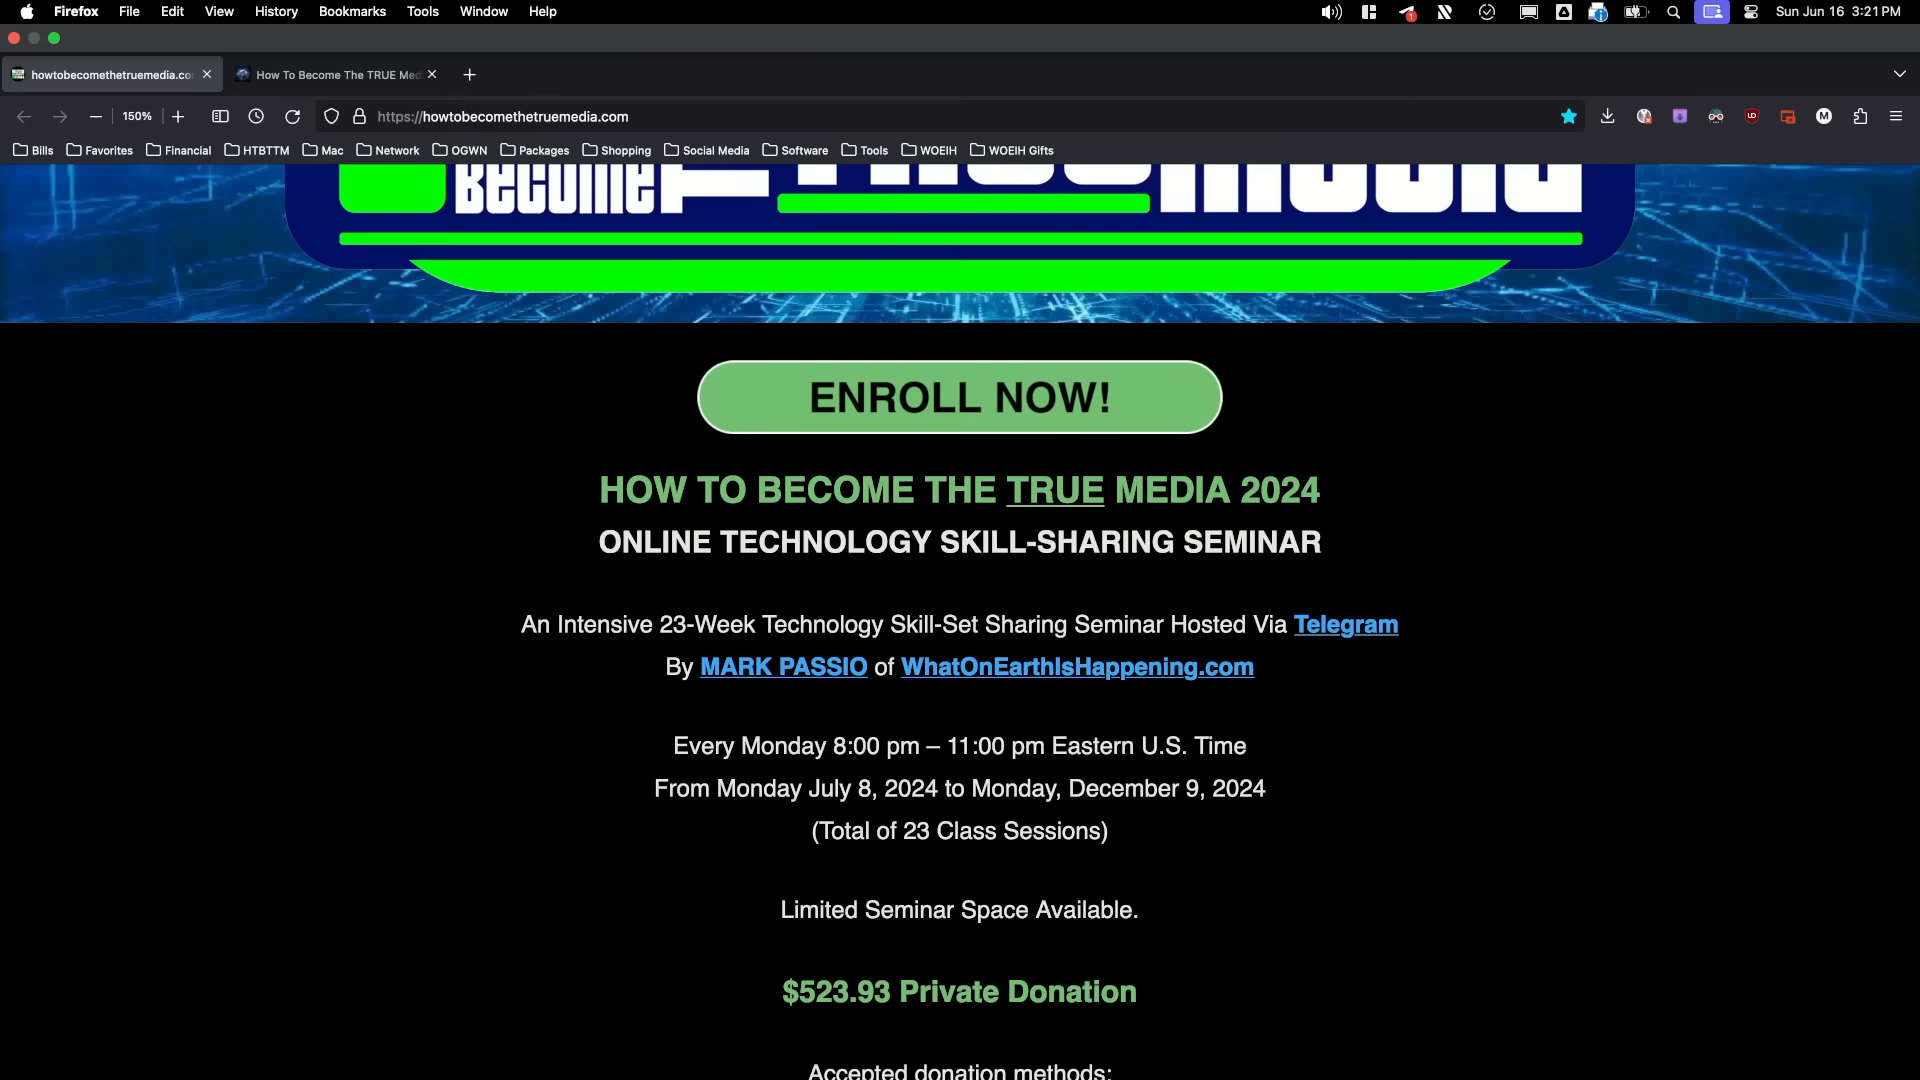 Firefox File Edit View History Bookmarks Tools Window Help Sun Jun 16 3:21 PM
howtobecomethetruemedia.co How To Become The TRUE Med
150% https://howtobecomethetruemedia.com
Bills Favorites Financial HTBTTM Mac Network OGWN Packages Shopping Social Media Software Tools WOEIH WOEIH Gifts
BECOME
ENROLL NOW!
HOW TO BECOME THE TRUE MEDIA 2024
ONLINE TECHNOLOGY SKILL-SHARING SEMINAR
An Intensive 23-Week Technology Skill-Set Sharing Seminar Hosted Via Telegram
By MARK PASSIO of WhatOnEarthIsHappening.com
Every Monday 8:00 pm – 11:00 pm Eastern U.S. Time
From Monday July 8, 2024 to Monday, December 9, 2024
(Total of 23 Class Sessions)
Limited Seminar Space Available.
$523.93 Private Donation
Accepted donation methods: